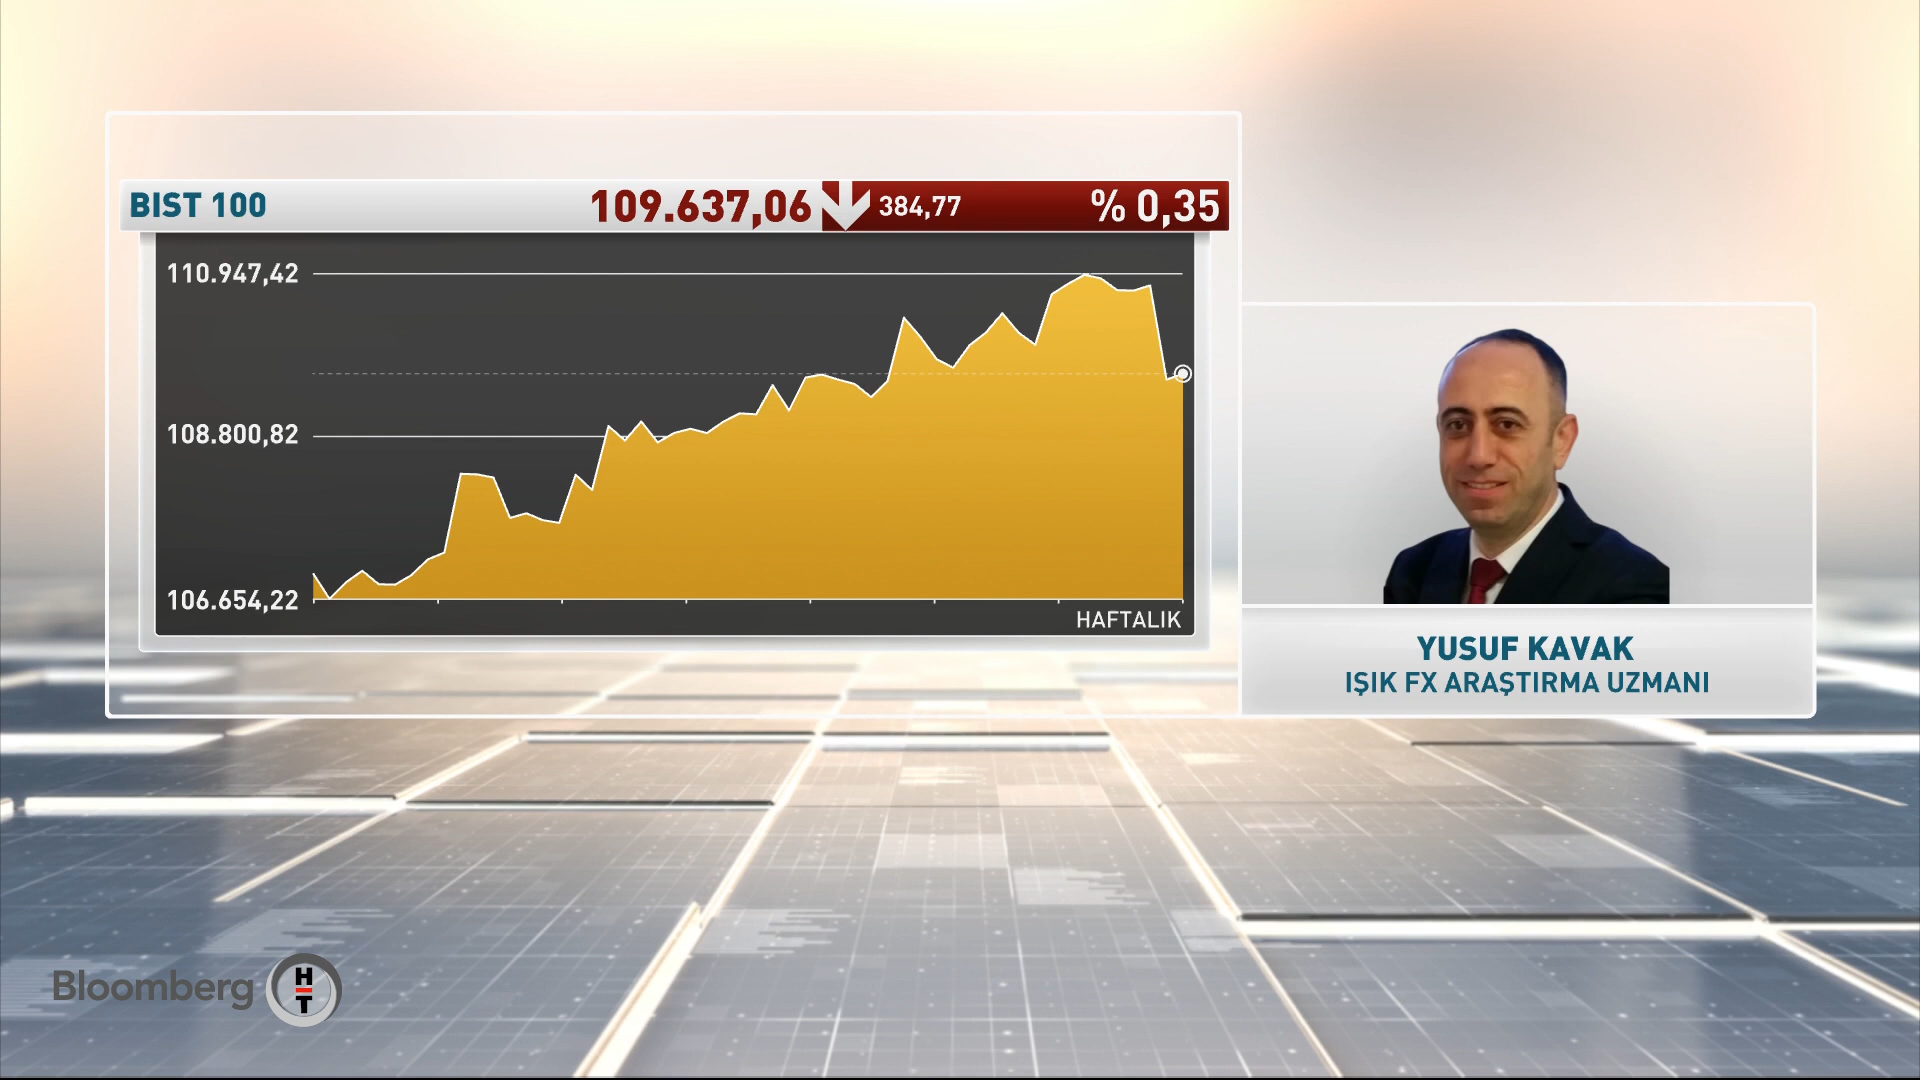 BIST 100
109.637,06
384,77
% 0,35
110.947,42
108.800,82
106.654,22
HAFTALIK
YUSUF KAVAK
IŞIK FX ARAŞTIRMA UZMANI
Bloomberg HT